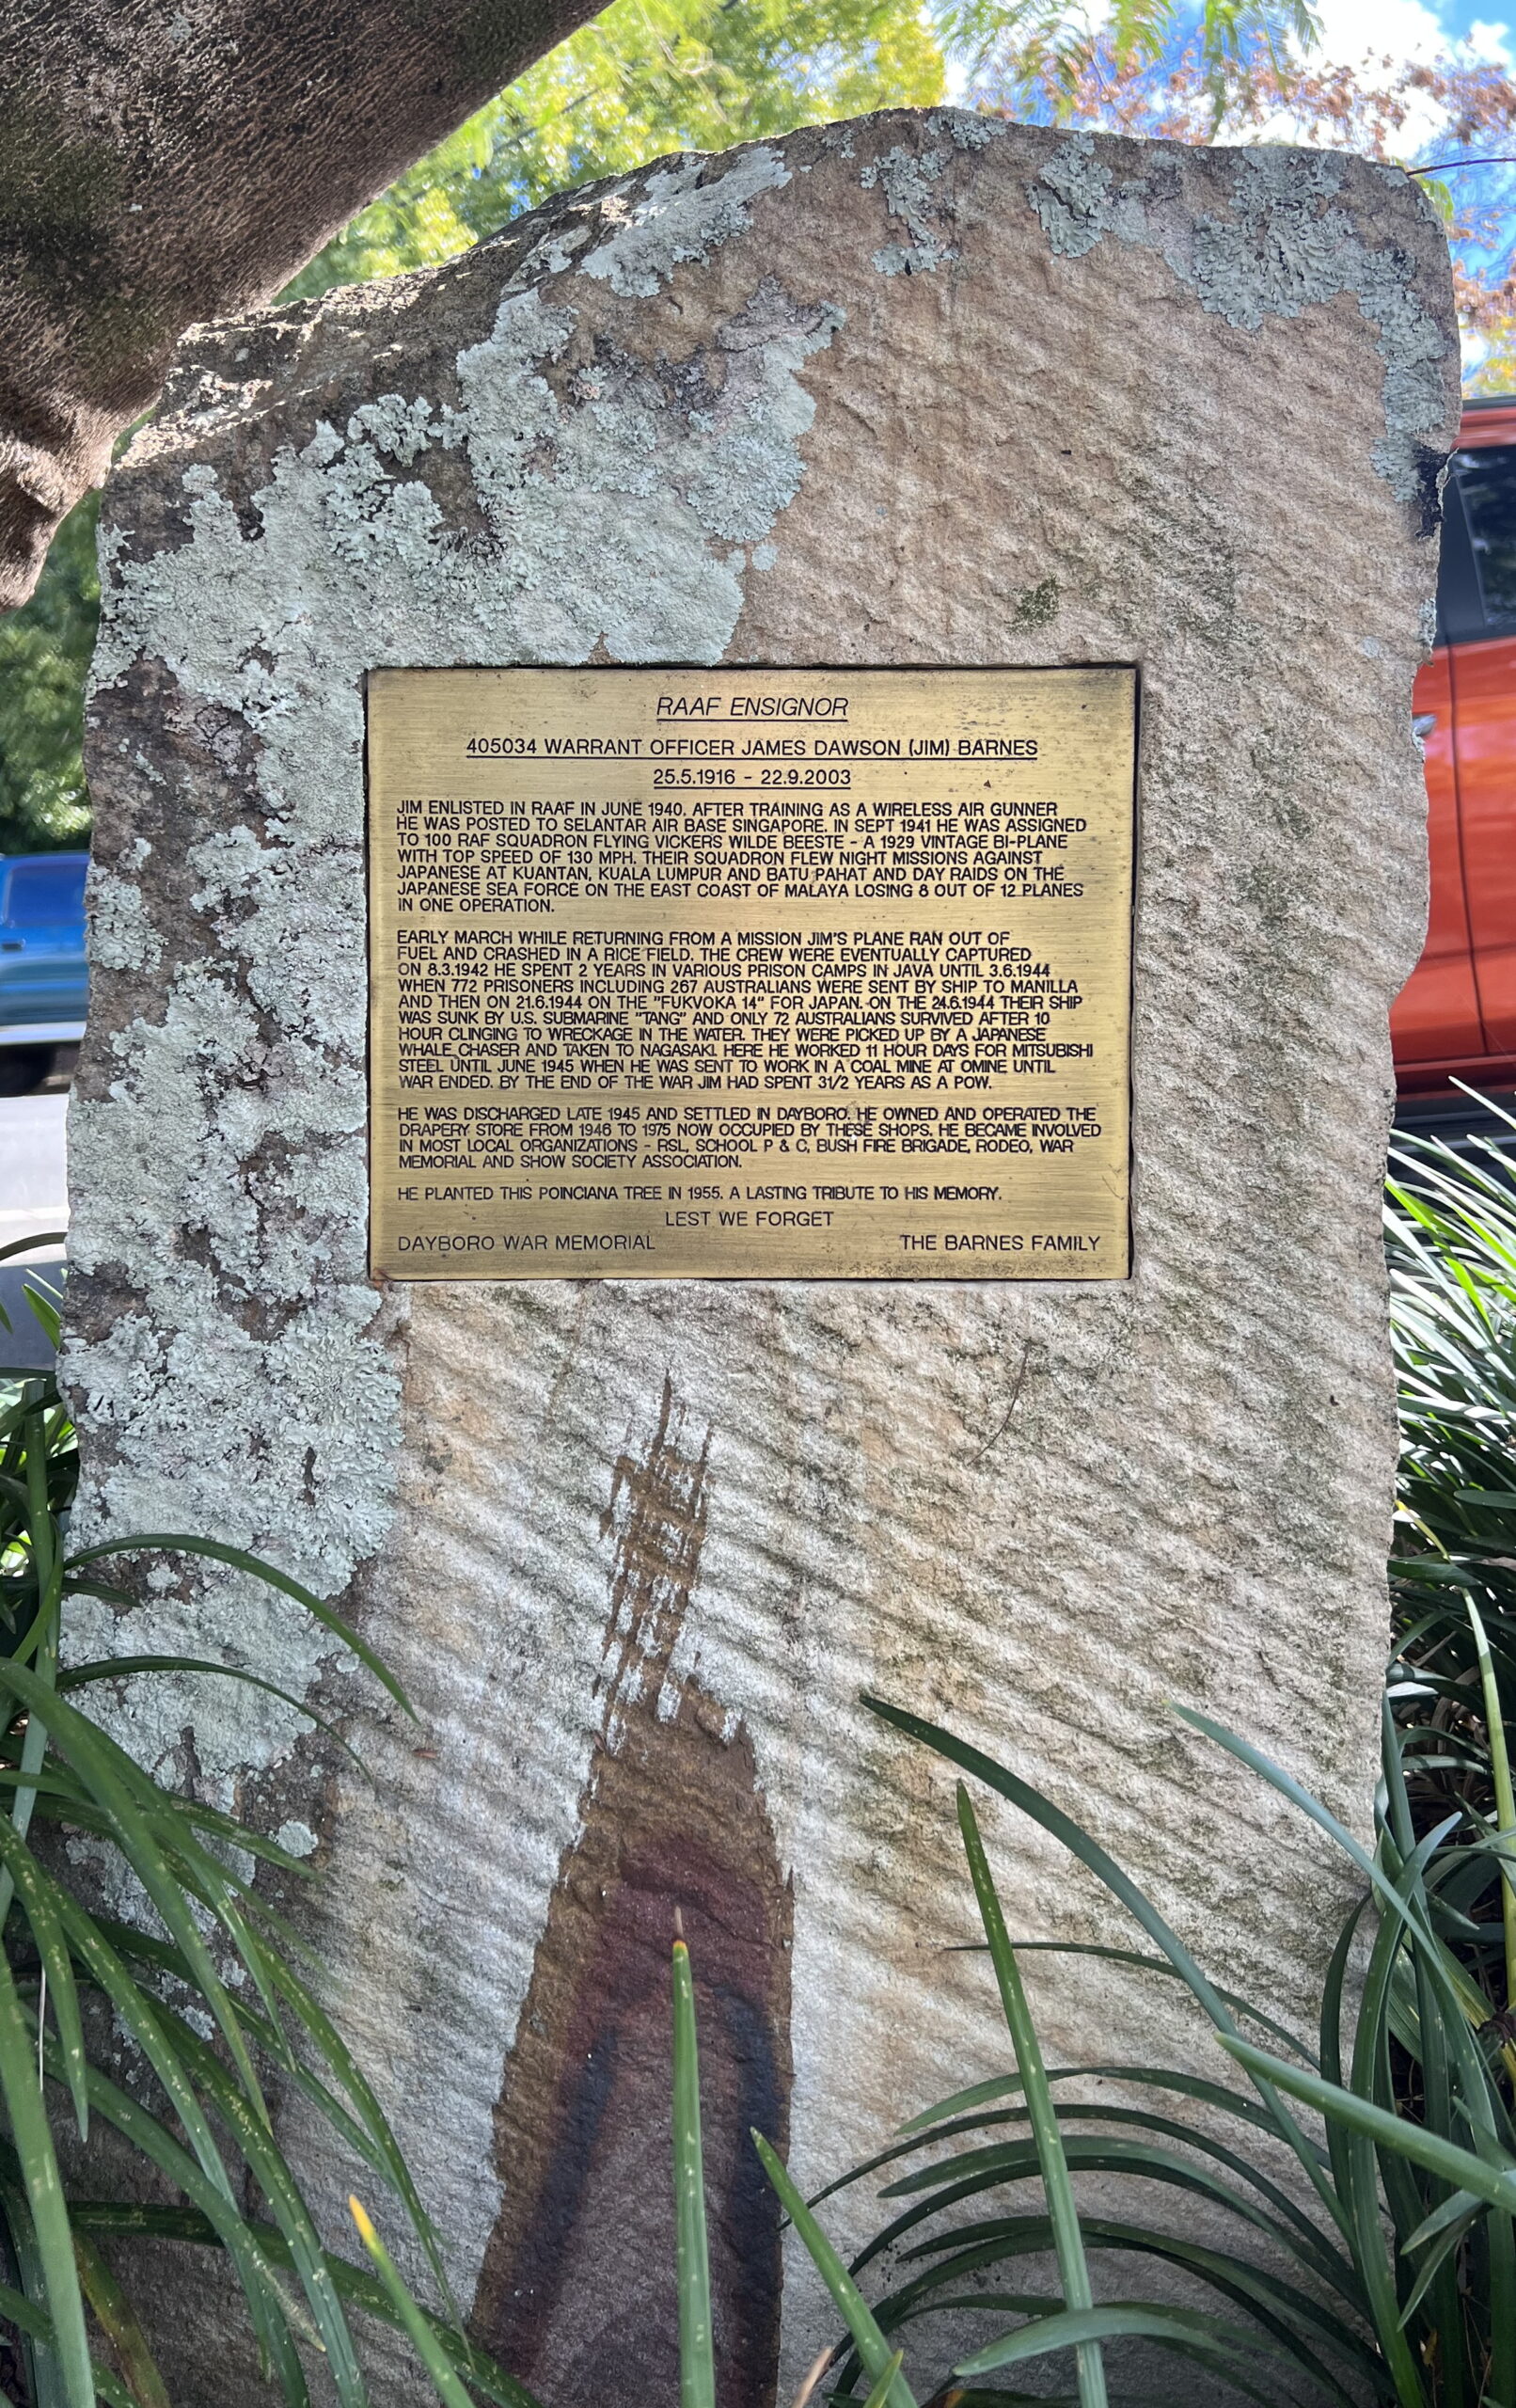 RAAF ENSIGNOR
405034 WARRANT OFFICER JAMES DAWSON (JIM) BARNES
25.5.1916 - 22.9.2003
JIM ENLISTED IN RAAF IN JUNE 1940. AFTER TRAINING AS A WIRELESS AIR GUNNER
HE WAS POSTED TO SELANTAR AIR BASE SINGAPORE. IN SEPT 1941 HE WAS ASSIGNED
TO 100 RAF SQUADRON FLYING VICKERS WILDE BEESTE - A 1929 VINTAGE BI-PLANE
WITH TOP SPEED OF 130 MPH. THEIR SQUADRON FLEW NIGHT MISSIONS AGAINST
JAPANESE AT KUANTAN, KUALA LUMPUR AND BATU PAHAT AND DAY RAIDS ON THE
JAPANESE SEA FORCE ON THE EAST COAST OF MALAYA LOSING 8 OUT OF 12 PLANES
IN ONE OPERATION.
EARLY MARCH WHILE RETURNING FROM A MISSION JIM'S PLANE RAN OUT OF
FUEL AND CRASHED IN A RICE FIELD. THE CREW WERE EVENTUALLY CAPTURED
ON 8.3.1942 HE SPENT 2 YEARS IN VARIOUS PRISON CAMPS IN JAVA UNTIL 3.6.1944
WHEN 772 PRISONERS INCLUDING 267 AUSTRALIANS WERE SENT BY SHIP TO MANILLA
AND THEN ON 21.6.1944 ON THE "FUKVOKA 14" FOR JAPAN. ON THE 24.6.1944 THEIR SHIP
WAS SUNK BY U.S. SUBMARINE "TANG" AND ONLY 72 AUSTRALIANS SURVIVED AFTER 10
HOUR CLINGING TO WRECKAGE IN THE WATER. THEY WERE PICKED UP BY A JAPANESE
WHALE CHASER AND TAKEN TO NAGASAKI. HERE HE WORKED 11 HOUR DAYS FOR MITSUBISHI
STEEL UNTIL JUNE 1945 WHEN HE WAS SENT TO WORK IN A COAL MINE AT OMINE UNTIL
WAR ENDED. BY THE END OF THE WAR JIM HAD SPENT 31/2 YEARS AS A POW.
HE WAS DISCHARGED LATE 1945 AND SETTLED IN DAYBORO. HE OWNED AND OPERATED THE
DRAPERY STORE FROM 1946 TO 1975 NOW OCCUPIED BY THESE SHOPS. HE BECAME INVOLVED
IN MOST LOCAL ORGANIZATIONS - RSL, SCHOOL P & C, BUSH FIRE BRIGADE, RODEO, WAR
MEMORIAL AND SHOW SOCIETY ASSOCIATION.
HE PLANTED THIS POINCIANA TREE IN 1955. A LASTING TRIBUTE TO HIS MEMORY.
LEST WE FORGET
DAYBORO WAR MEMORIAL THE BARNES FAMILY